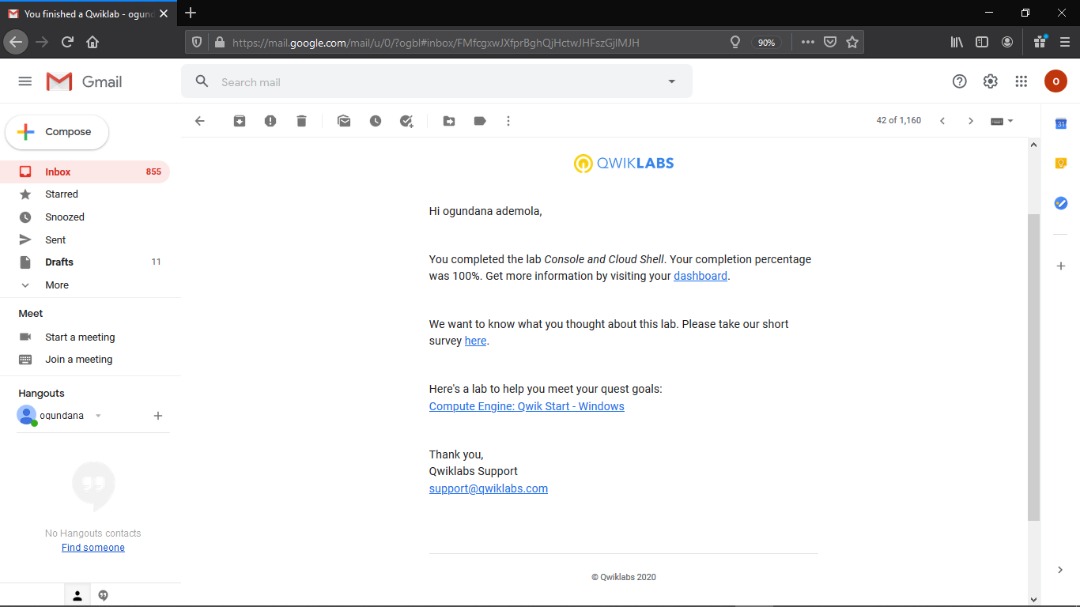 You finished a Qwiklab - ogun
https://mail.google.com/mail/u/0/?ogbl#inbox/FMfcgxwJXfprBghQjHctwJHFszGjIMJH
90%
Gmail
Search mail
O
Compose
42 of 1,160
Inbox 855
Starred
Snoozed
Sent
Drafts 11
More
Meet
Start a meeting
Join a meeting
Hangouts
ogundana
No Hangouts contacts
Find someone
QWIKLABS
Hi ogundana ademola,
You completed the lab Console and Cloud Shell. Your completion percentage
was 100%. Get more information by visiting your dashboard.
We want to know what you thought about this lab. Please take our short
survey here.
Here's a lab to help you meet your quest goals:
Compute Engine: Qwik Start - Windows
Thank you,
Qwiklabs Support
support@qwiklabs.com
© Qwiklabs 2020
31